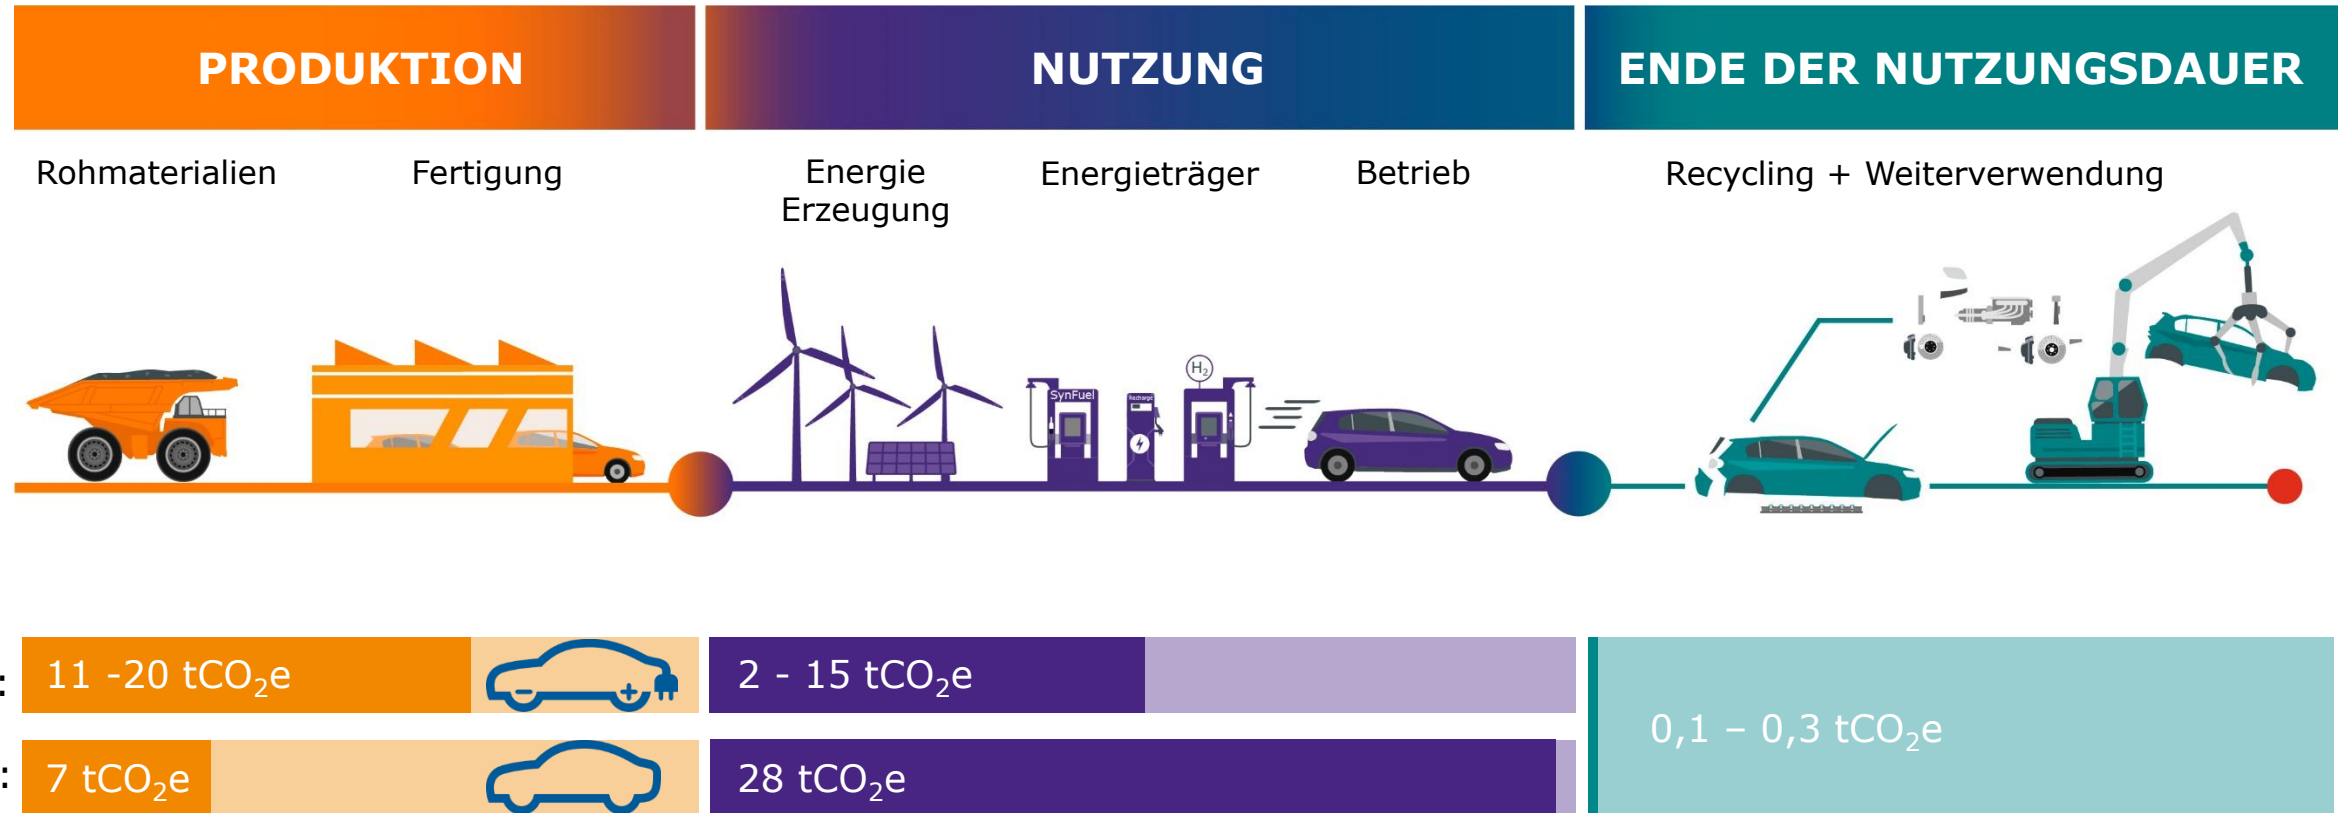 PRODUKTION
NUTZUNG
ENDE DER NUTZUNGSDAUER
Rohmaterialien
Fertigung
Energie
Erzeugung
Energieträger
Betrieb
Recycling + Weiterverwendung
SynFuel
Recharge
H₂
: 11 -20 tCO₂e
2 - 15 tCO₂e
0,1 – 0,3 tCO₂e
: 7 tCO₂e
28 tCO₂e